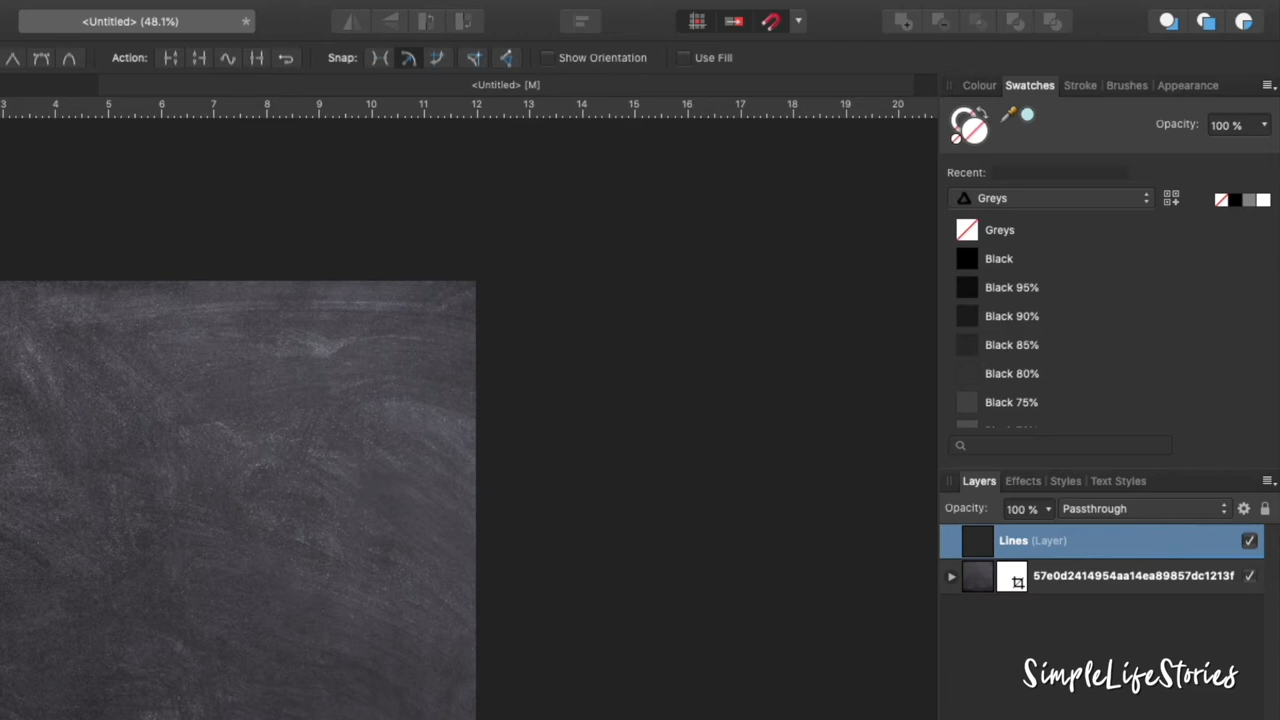 <Untitled> (48.1%)
*
Action:
Snap:
Show Orientation
Use Fill
<Untitled> [M]
3 4 5 6 7 8 9 10 11 12 13 14 15 16 17 18 19 20
Colour Swatches Stroke Brushes Appearance
Opacity: 100 %
Recent:
Greys
Greys
Black
Black 95%
Black 90%
Black 85%
Black 80%
Black 75%
Layers Effects Styles Text Styles
Opacity: 100 % Passthrough
Lines (Layer)
57e0d2414954aa14ea89857dc1213f
SimpleLifeStories